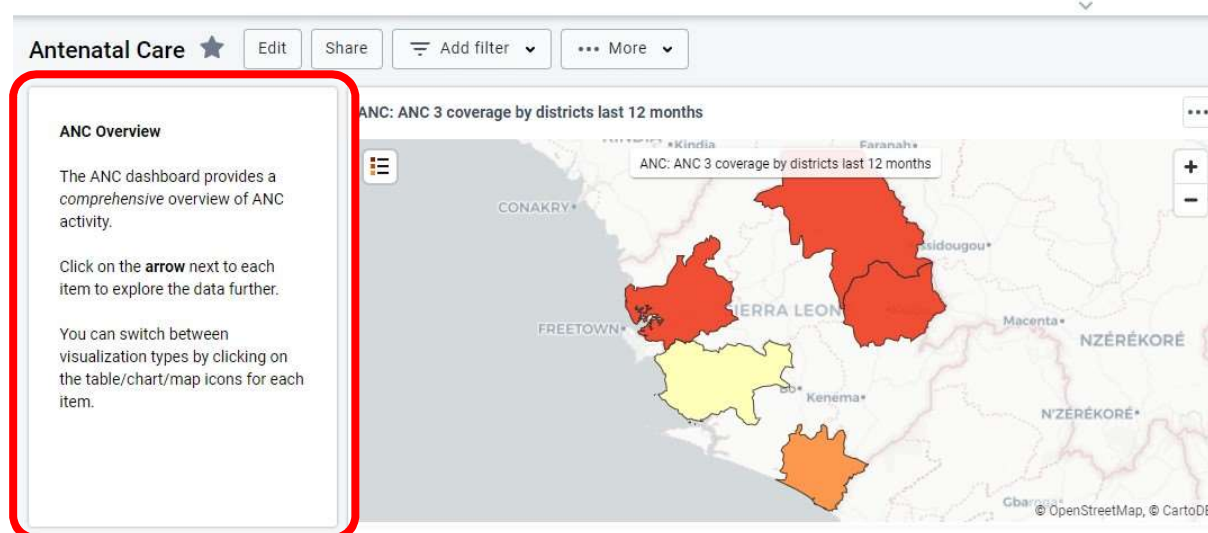 Antenatal Care
Edit
Share
Add filter
More
ANC Overview
The ANC dashboard provides a
comprehensive overview of ANC
activity.
Click on the arrow next to each
item to explore the data further.
You can switch between
visualization types by clicking on
the table/chart/map icons for each
item.
ANC: ANC 3 coverage by districts last 12 months
Kindia
Faranah
ANC: ANC 3 coverage by districts last 12 months
CONAKRY
ssidougou
SIERRA LEON
FREETOWN
Macenta
NZÉRÉKORÉ
Bo
Kenema
N'ZÉRÉKORÉ
© OpenStreetMap, © CartoDB